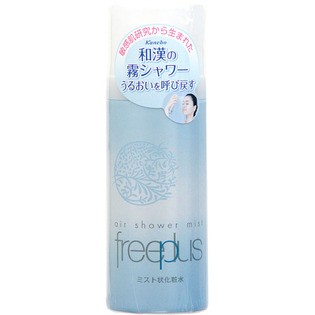 敏感肌研究から生まれた
Kanebo
和漢の
霧シャワー
うるおいを呼び戻す
air shower mist
freeplus
ミスト状化粧水